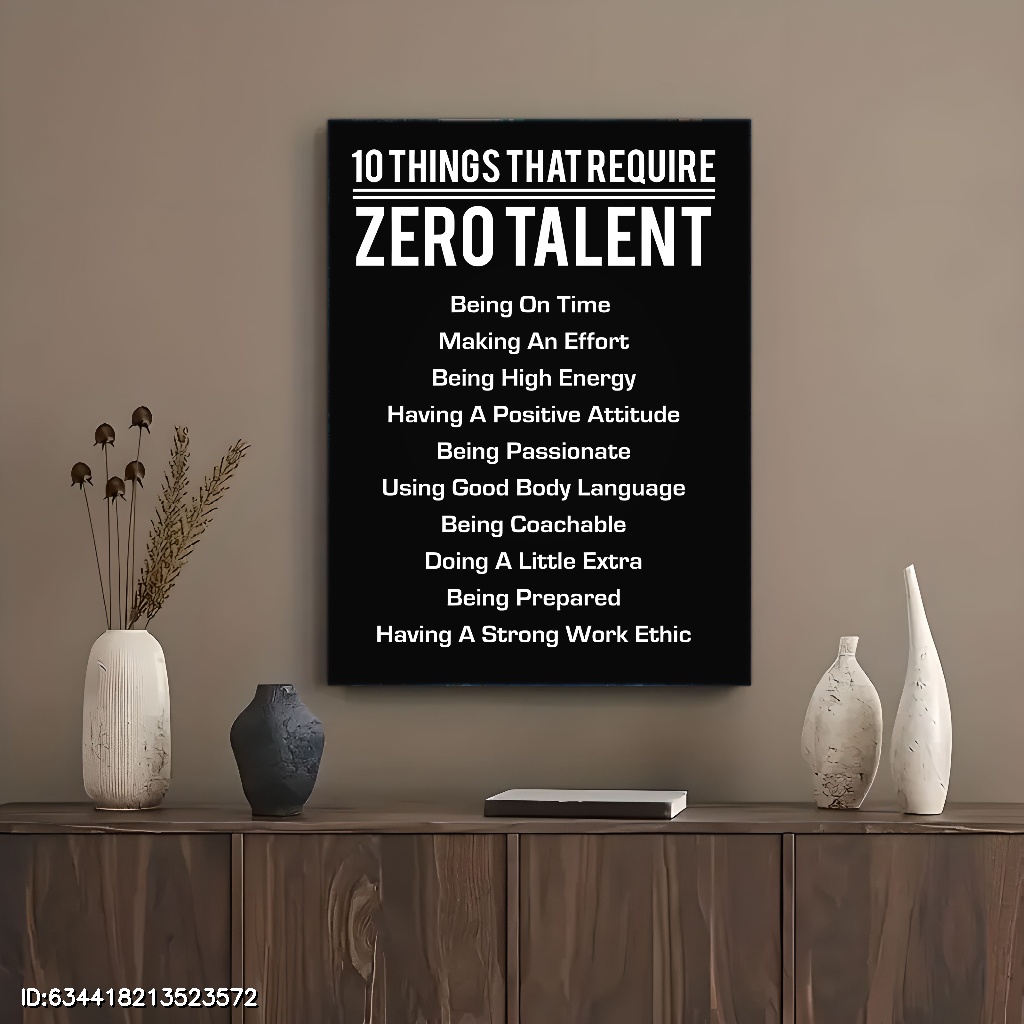 10 THINGS THAT REQUIRE
ZERO TALENT
Being On Time
Making An Effort
Being High Energy
Having A Positive Attitude
Being Passionate
Using Good Body Language
Being Coachable
Doing A Little Extra
Being Prepared
Having A Strong Work Ethic
ID:634418213523572